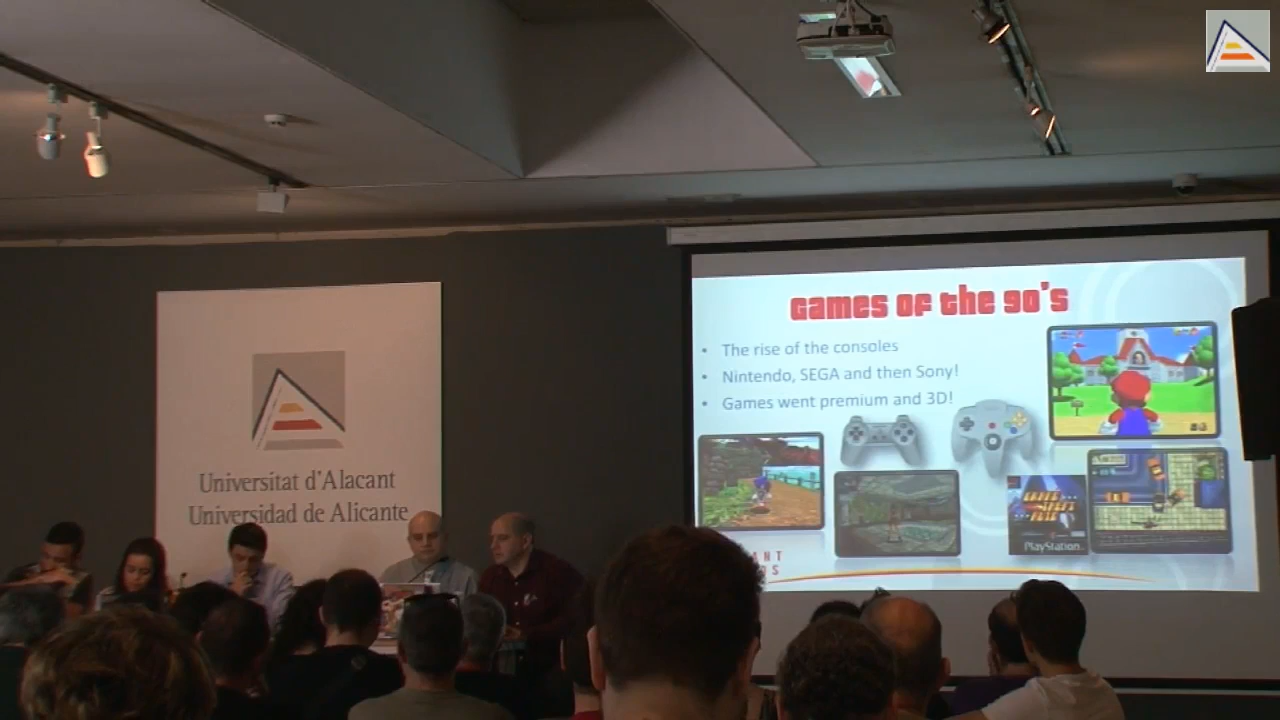 Games of the 90's
• The rise of the consoles
• Nintendo, SEGA and then Sony!
• Games went premium and 3D!
Universitat d'Alacant
Universidad de Alicante
PlayStation